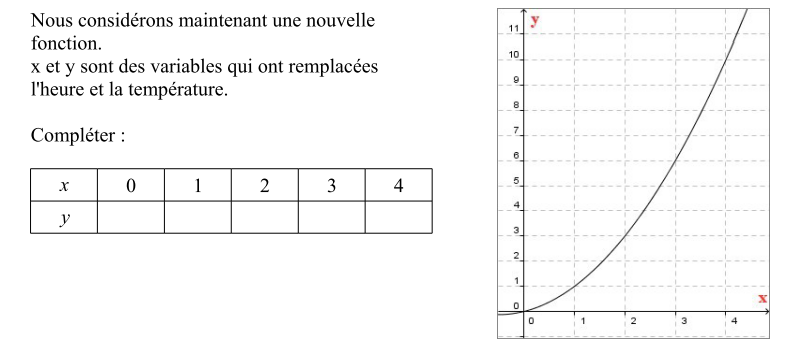 Nous considérons maintenant une nouvelle
fonction.
x et y sont des variables qui ont remplacées
l'heure et la température.
Compléter :
x 0 1 2 3 4
y
y
11
10
9
8
7
6
5
4
3
2
1
0
x
0 1 2 3 4